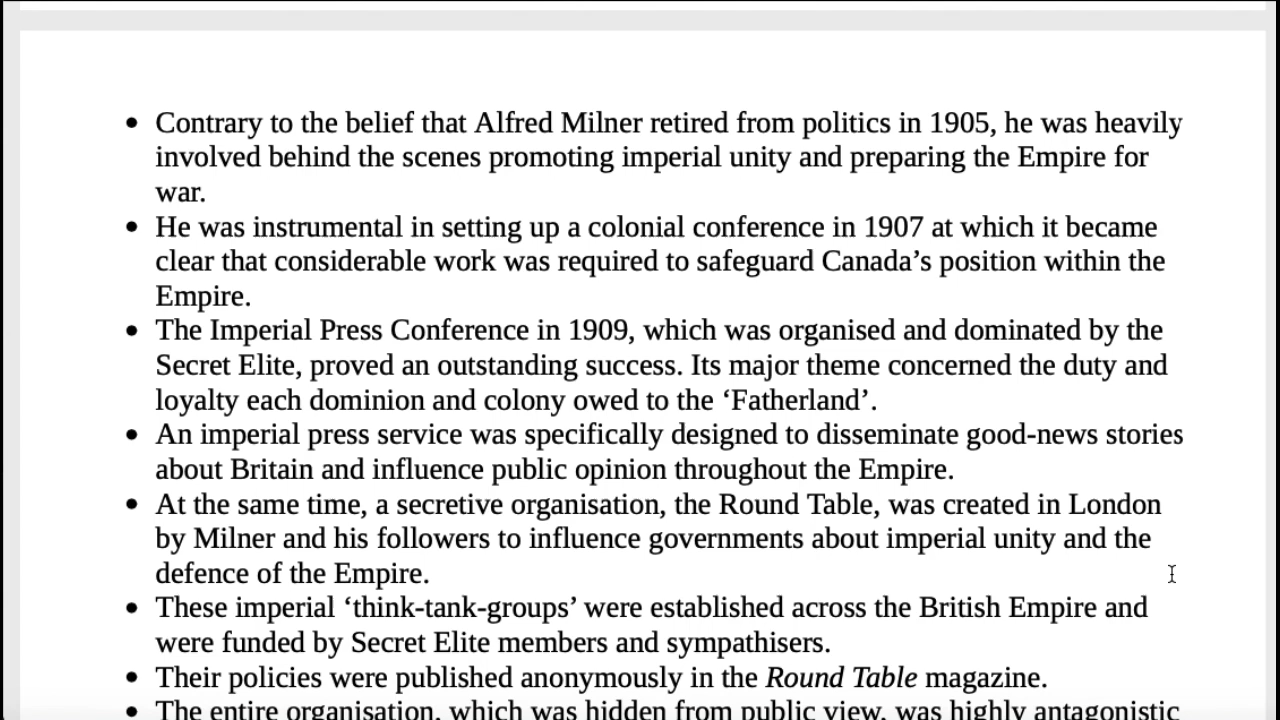 • Contrary to the belief that Alfred Milner retired from politics in 1905, he was heavily
involved behind the scenes promoting imperial unity and preparing the Empire for
war.
• He was instrumental in setting up a colonial conference in 1907 at which it became
clear that considerable work was required to safeguard Canada’s position within the
Empire.
• The Imperial Press Conference in 1909, which was organised and dominated by the
Secret Elite, proved an outstanding success. Its major theme concerned the duty and
loyalty each dominion and colony owed to the ‘Fatherland’.
• An imperial press service was specifically designed to disseminate good-news stories
about Britain and influence public opinion throughout the Empire.
• At the same time, a secretive organisation, the Round Table, was created in London
by Milner and his followers to influence governments about imperial unity and the
defence of the Empire.
• These imperial ‘think-tank-groups’ were established across the British Empire and
were funded by Secret Elite members and sympathisers.
• Their policies were published anonymously in the Round Table magazine.
• The entire organisation, which was hidden from public view, was highly antagonistic